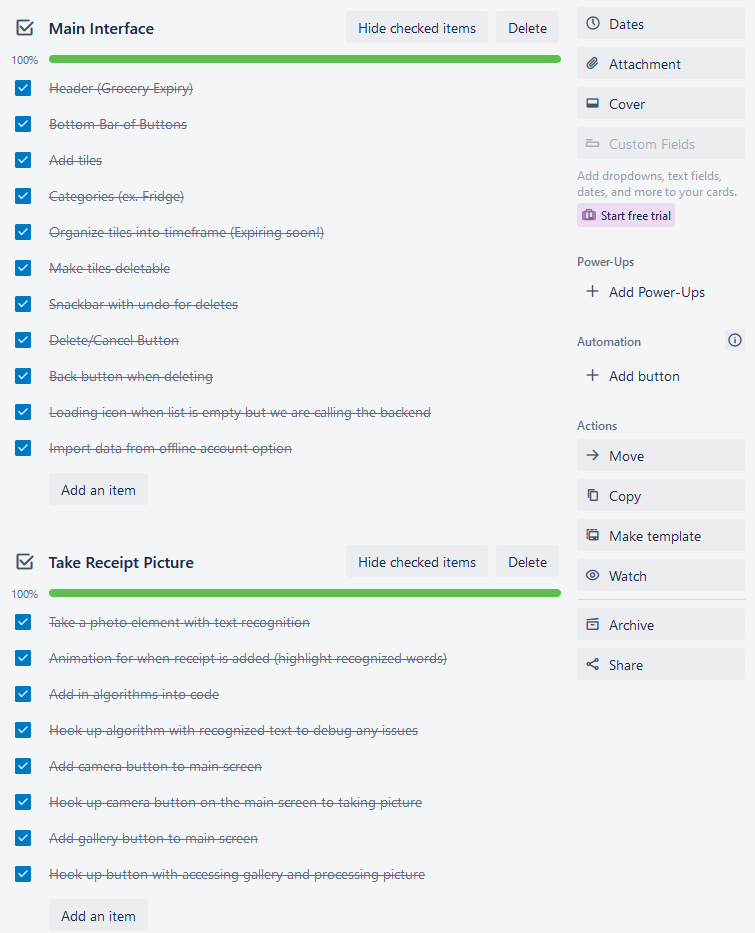 Main Interface
Hide checked items
Delete
100%
Header (Grocery Expiry)
Bottom Bar of Buttons
Add tiles
Categories (ex. Fridge)
Organize tiles into timeframe (Expiring soon!)
Make tiles deletable
Snackbar with undo for deletes
Delete/Cancel Button
Back button when deleting
Loading icon when list is empty but we are calling the backend
Import data from offline account option
Add an item
Take Receipt Picture
Hide checked items
Delete
100%
Take a photo element with text recognition
Animation for when receipt is added (highlight recognized words)
Add in algorithms into code
Hook up algorithm with recognized text to debug any issues
Add camera button to main screen
Hook up camera button on the main screen to taking picture
Add gallery button to main screen
Hook up button with accessing gallery and processing picture
Add an item
Dates
Attachment
Cover
Custom Fields
Add dropdowns, text fields,
dates, and more to your cards.
Start free trial
Power-Ups
Add Power-Ups
Automation
Add button
Actions
Move
Copy
Make template
Watch
Archive
Share